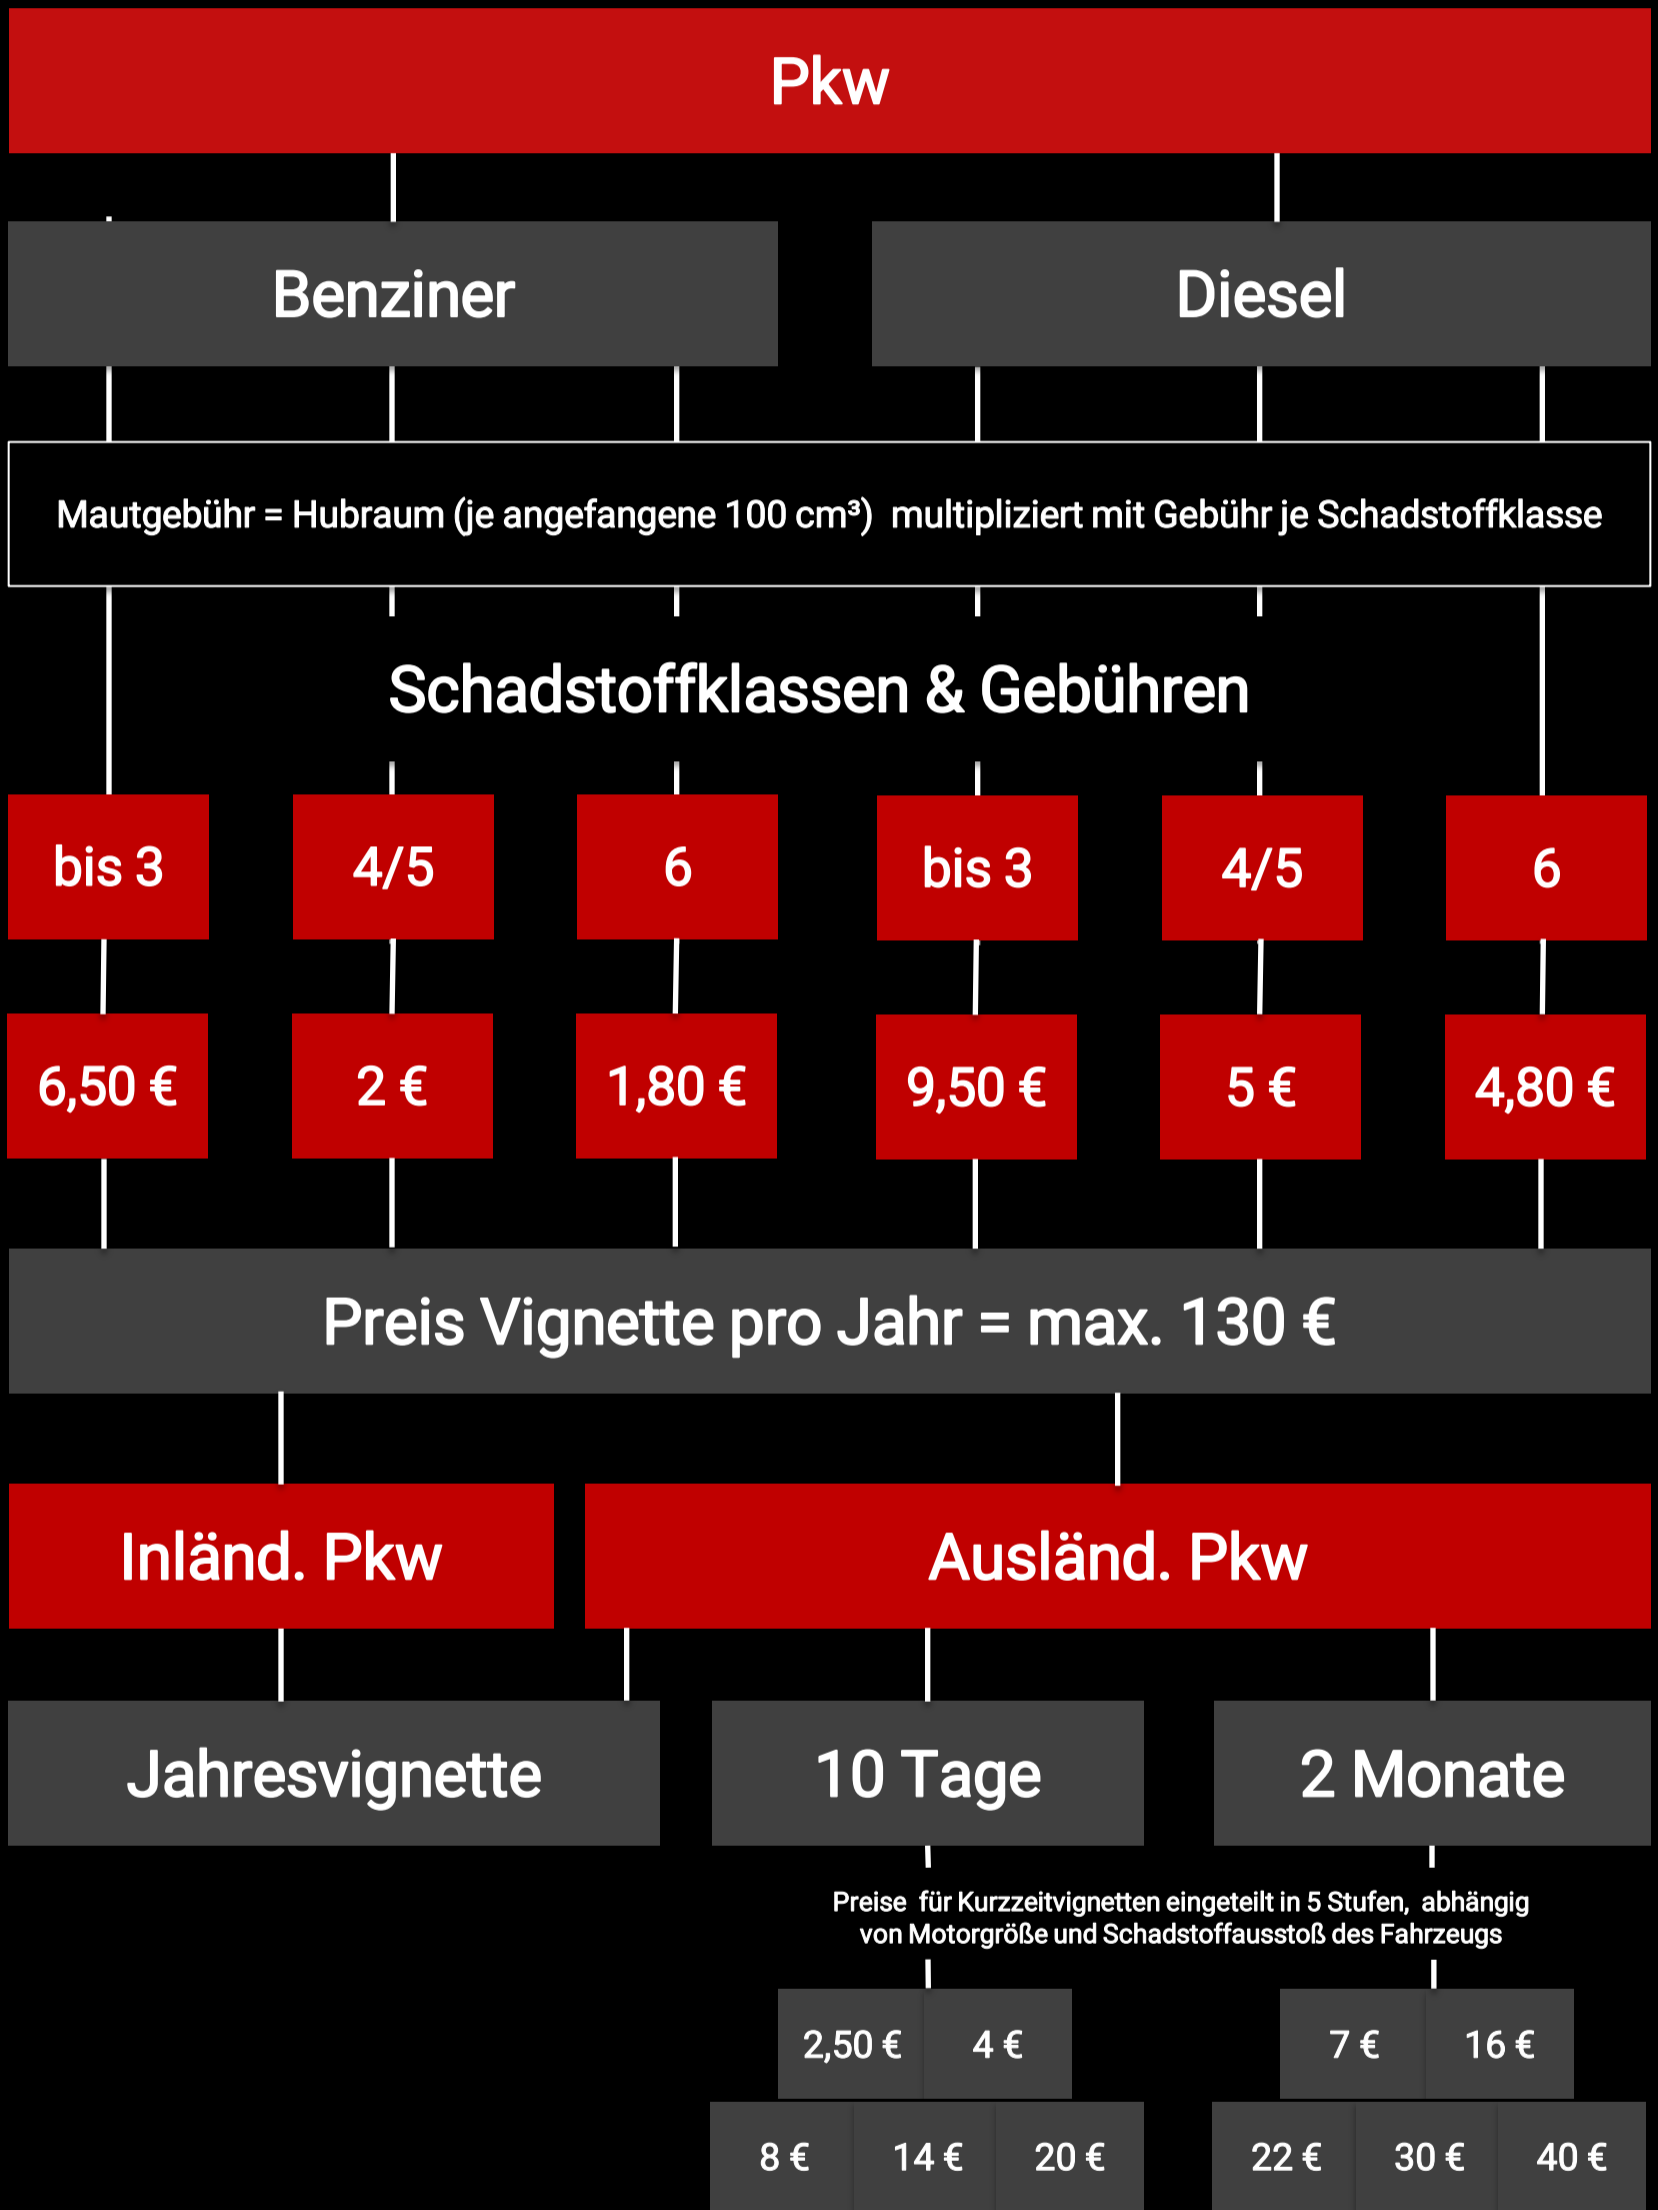 Pkw
Benziner
Diesel
Mautgebühr = Hubraum (je angefangene 100 cm³) multipliziert mit Gebühr je Schadstoffklasse
Schadstoffklassen & Gebühren
bis 3
4/5
6
bis 3
4/5
6
6,50 €
2 €
1,80 €
9,50 €
5 €
4,80 €
Preis Vignette pro Jahr = max. 130 €
Inländ. Pkw
Ausländ. Pkw
Jahresvignette
10 Tage
2 Monate
Preise für Kurzzeitvignetten eingeteilt in 5 Stufen, abhängig
von Motorgröße und Schadstoffausstoß des Fahrzeugs
2,50 €
4 €
7 €
16 €
8 €
14 €
20 €
22 €
30 €
40 €